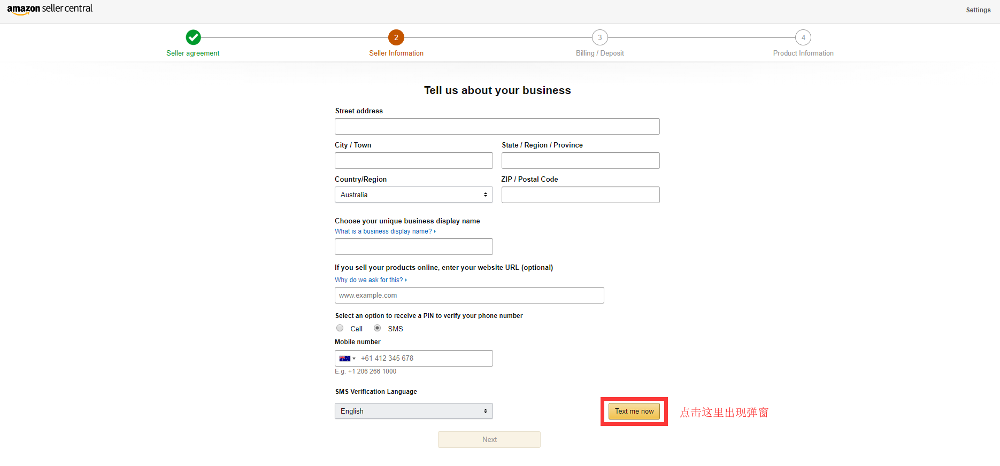 amazon seller central
Settings
2
3
4
Seller agreement
Seller Information
Billing / Deposit
Product Information
Tell us about your business
Street address
City / Town
State / Region / Province
Country/Region
ZIP / Postal Code
Australia
Choose your unique business display name
What is a business display name?
If you sell your products online, enter your website URL (optional)
Why do we ask for this?
www.example.com
Select an option to receive a PIN to verify your phone number
Call
SMS
Mobile number
+61 412 345 678
E.g. +1 206 266 1000
SMS Verification Language
English
Text me now
点击这里出现弹窗
Next